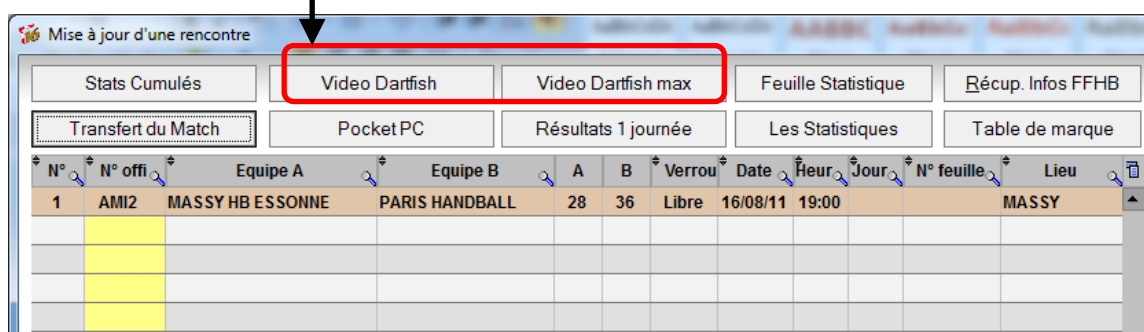 Mise à jour d'une rencontre
Stats Cumulés Video Dartfish Video Dartfish max Feuille Statistique Récup. Infos FFHB
Transfert du Match Pocket PC Résultats 1 journée Les Statistiques Table de marque
N° N° offi Equipe A Equipe B A B Verrou Date Heur Jour N° feuille Lieu
1 AMI2 MASSY HB ESSONNE PARIS HANDBALL 28 36 Libre 16/08/11 19:00 MASSY